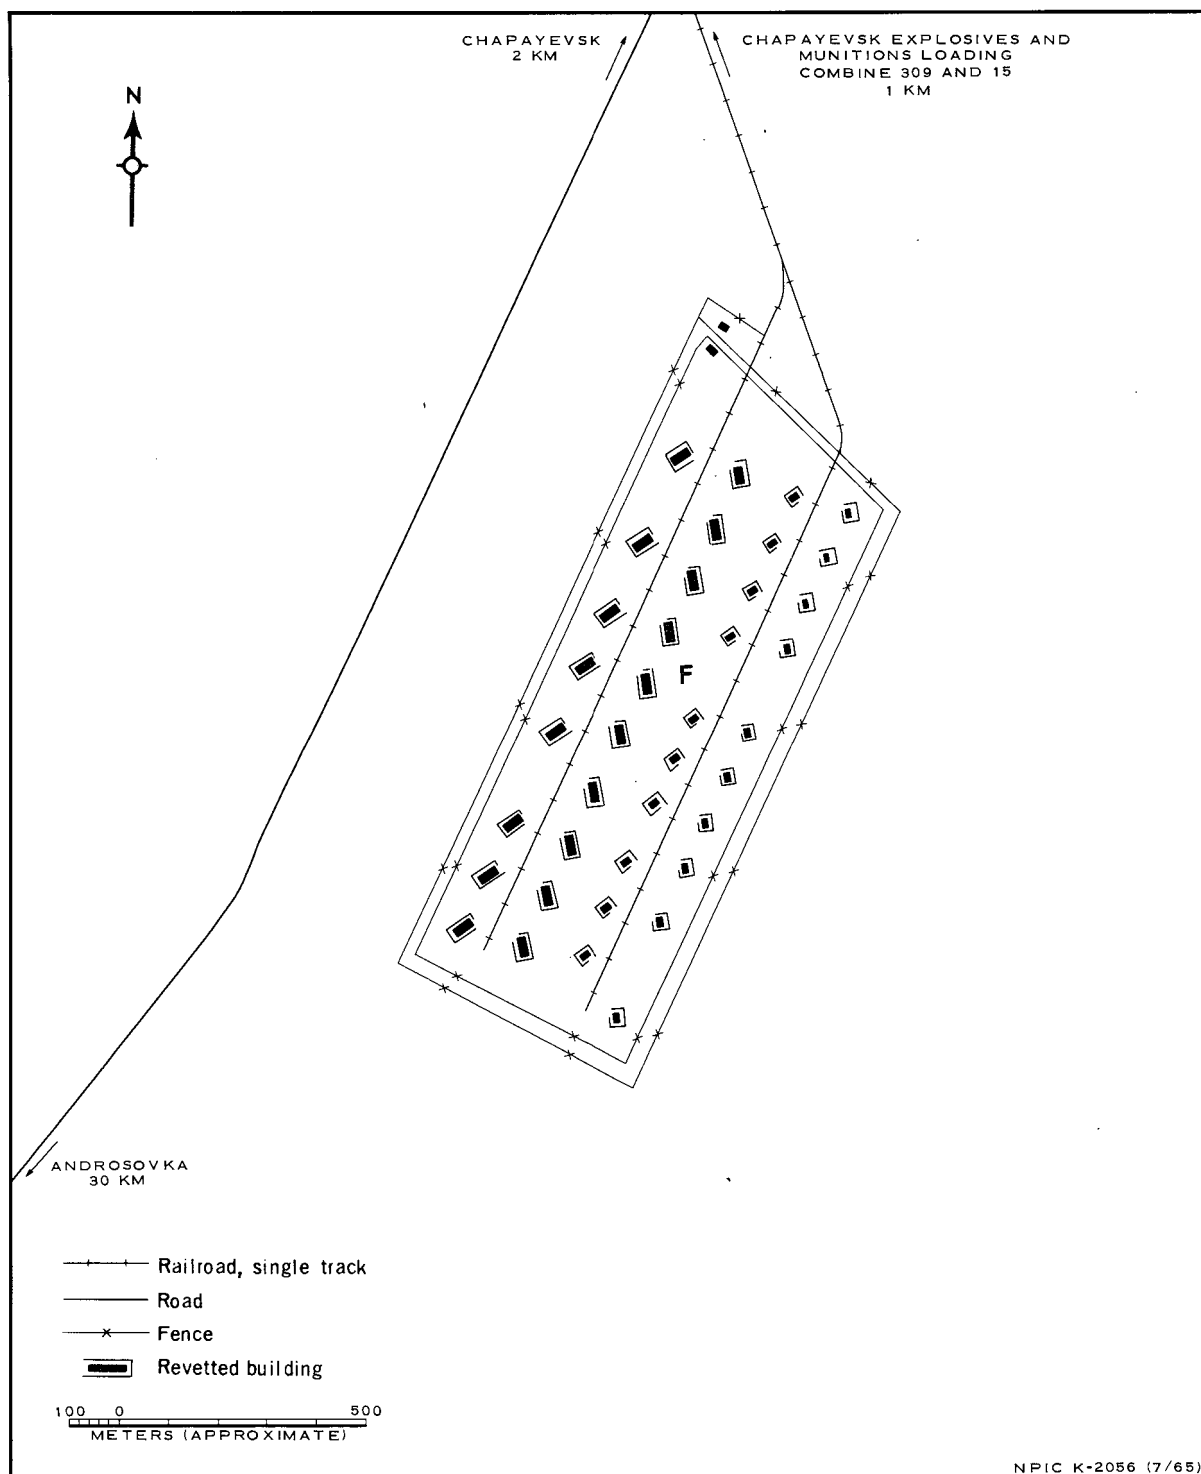 CHAPAYEVSK
2 KM
CHAPAYEVSK EXPLOSIVES AND
MUNITIONS LOADING
COMBINE 309 AND 15
1 KM
N
F
ANDROSOVKA
30 KM
Railroad, single track
Road
Fence
Revetted building
100 0 500
METERS (APPROXIMATE)
NPIC K-2056 (7/65)